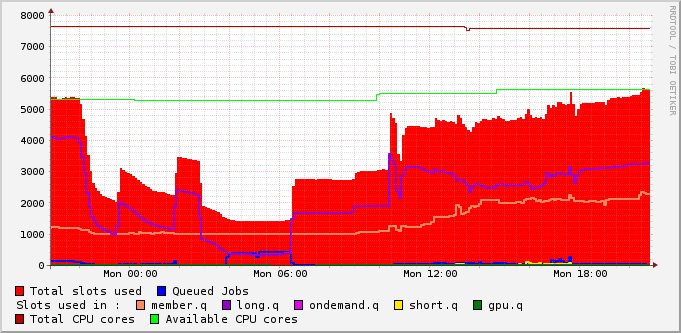 8000
7000
6000
5000
4000
3000
2000
1000
0
Mon 00:00 Mon 06:00 Mon 12:00 Mon 18:00
RRDTOOL / TOBI OETIKER
Total slots used Queued Jobs
Slots used in : member.q long.q ondemand.q short.q gpu.q
Total CPU cores Available CPU cores